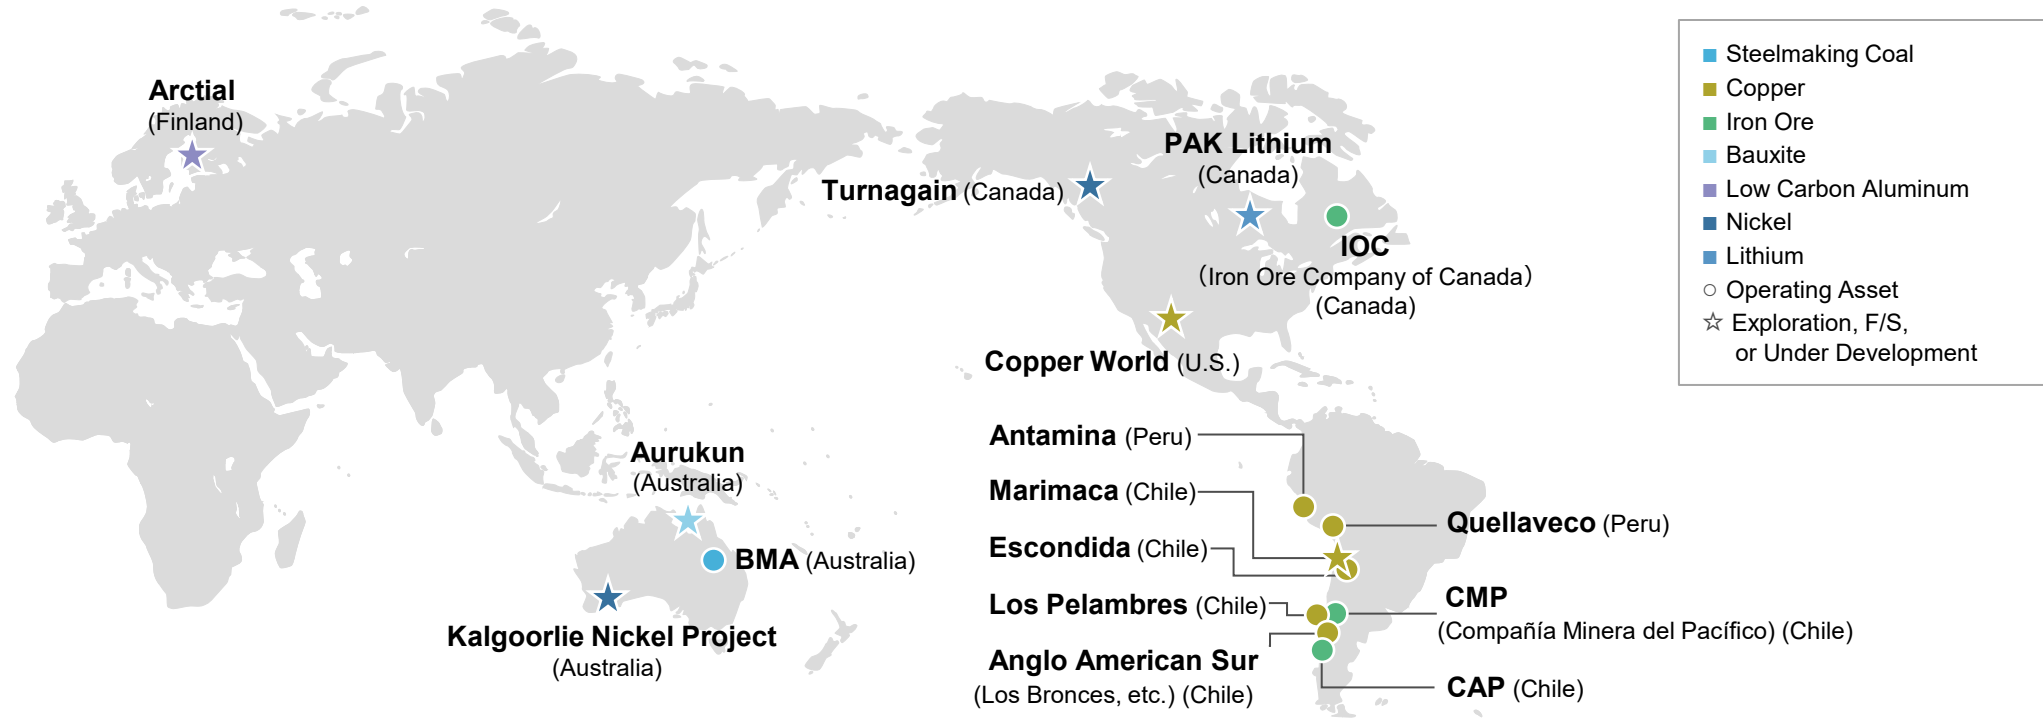 Arctial
(Finland)
Turnagain (Canada)
PAK Lithium
(Canada)
IOC
(Iron Ore Company of Canada)
(Canada)
Copper World (U.S.)
Antamina (Peru)
Marimaca (Chile)
Escondida (Chile)
Los Pelambres (Chile)
Anglo American Sur
(Los Bronces, etc.) (Chile)
Quellaveco (Peru)
CMP
(Compañía Minera del Pacífico) (Chile)
CAP (Chile)
Aurukun
(Australia)
BMA (Australia)
Kalgoorlie Nickel Project
(Australia)
Steelmaking Coal
Copper
Iron Ore
Bauxite
Low Carbon Aluminum
Nickel
Lithium
Operating Asset
Exploration, F/S,
or Under Development